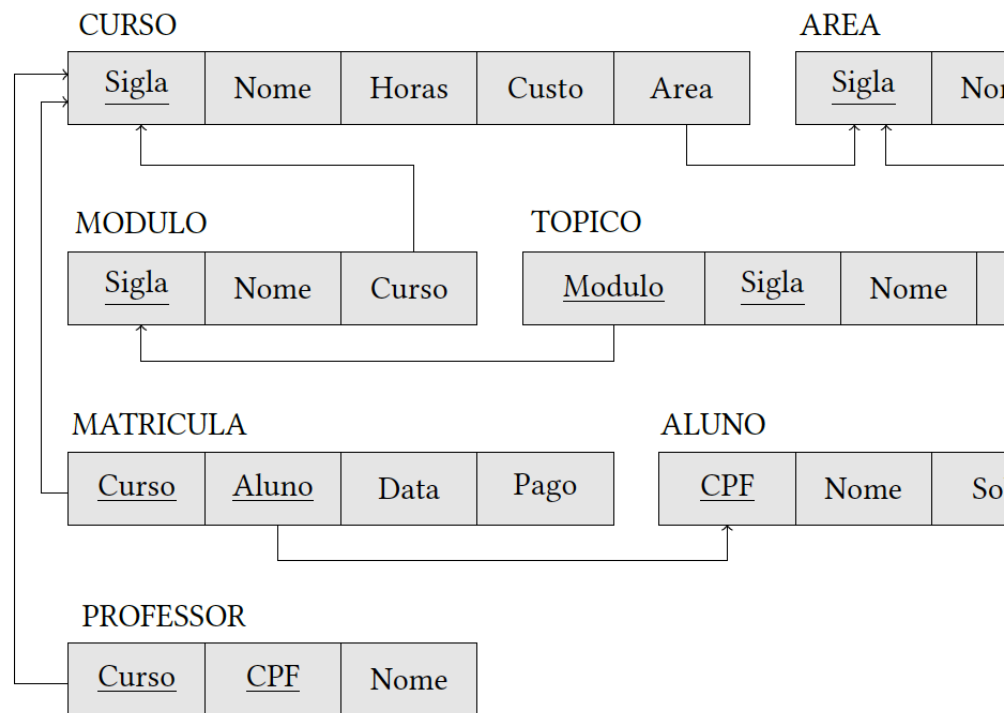 CURSO AREA
Sigla Nome Horas Custo Area Sigla
MODULO TOPICO
Sigla Nome Curso Modulo Sigla Nome
MATRICULA ALUNO
Curso Aluno Data Pago CPF Nome
PROFESSOR
Curso CPF Nome